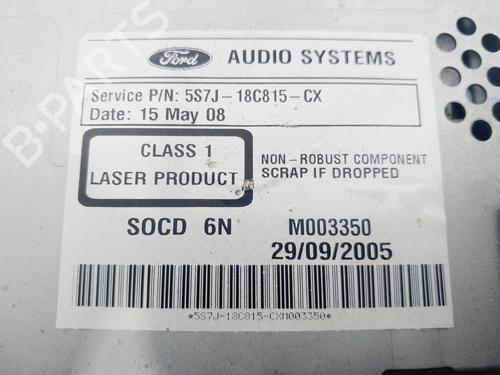 Ford AUDIO SYSTEMS
Service P/N: 5S7J-18C815-CX
Date: 15 May 08
CLASS 1
LASER PRODUCT
NON-ROBUST COMPONENT
SCRAP IF DROPPED
SOCD 6N M003350
29/09/2005
*5S7J-18C815-CXM003350*
B-PARTS